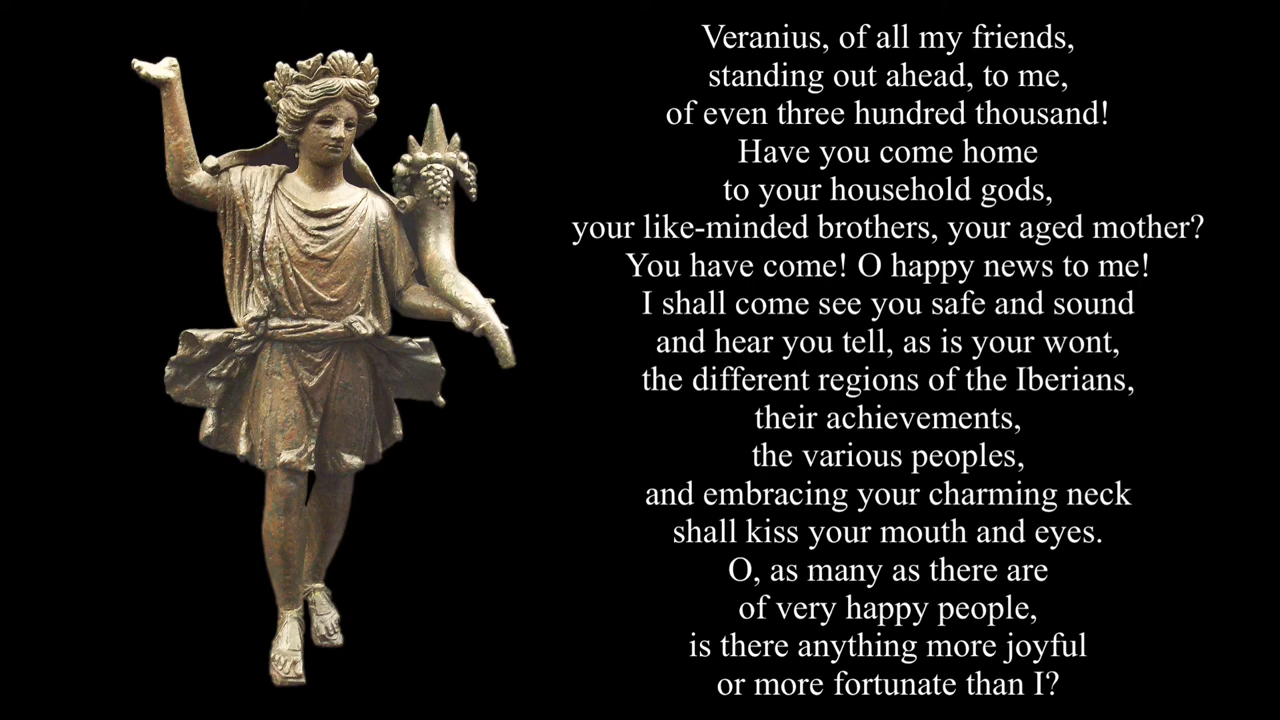 Veranius, of all my friends,
standing out ahead, to me,
of even three hundred thousand!
Have you come home
to your household gods,
your like-minded brothers, your aged mother?
You have come! O happy news to me!
I shall come see you safe and sound
and hear you tell, as is your wont,
the different regions of the Iberians,
their achievements,
the various peoples,
and embracing your charming neck
shall kiss your mouth and eyes.
O, as many as there are
of very happy people,
is there anything more joyful
or more fortunate than I?